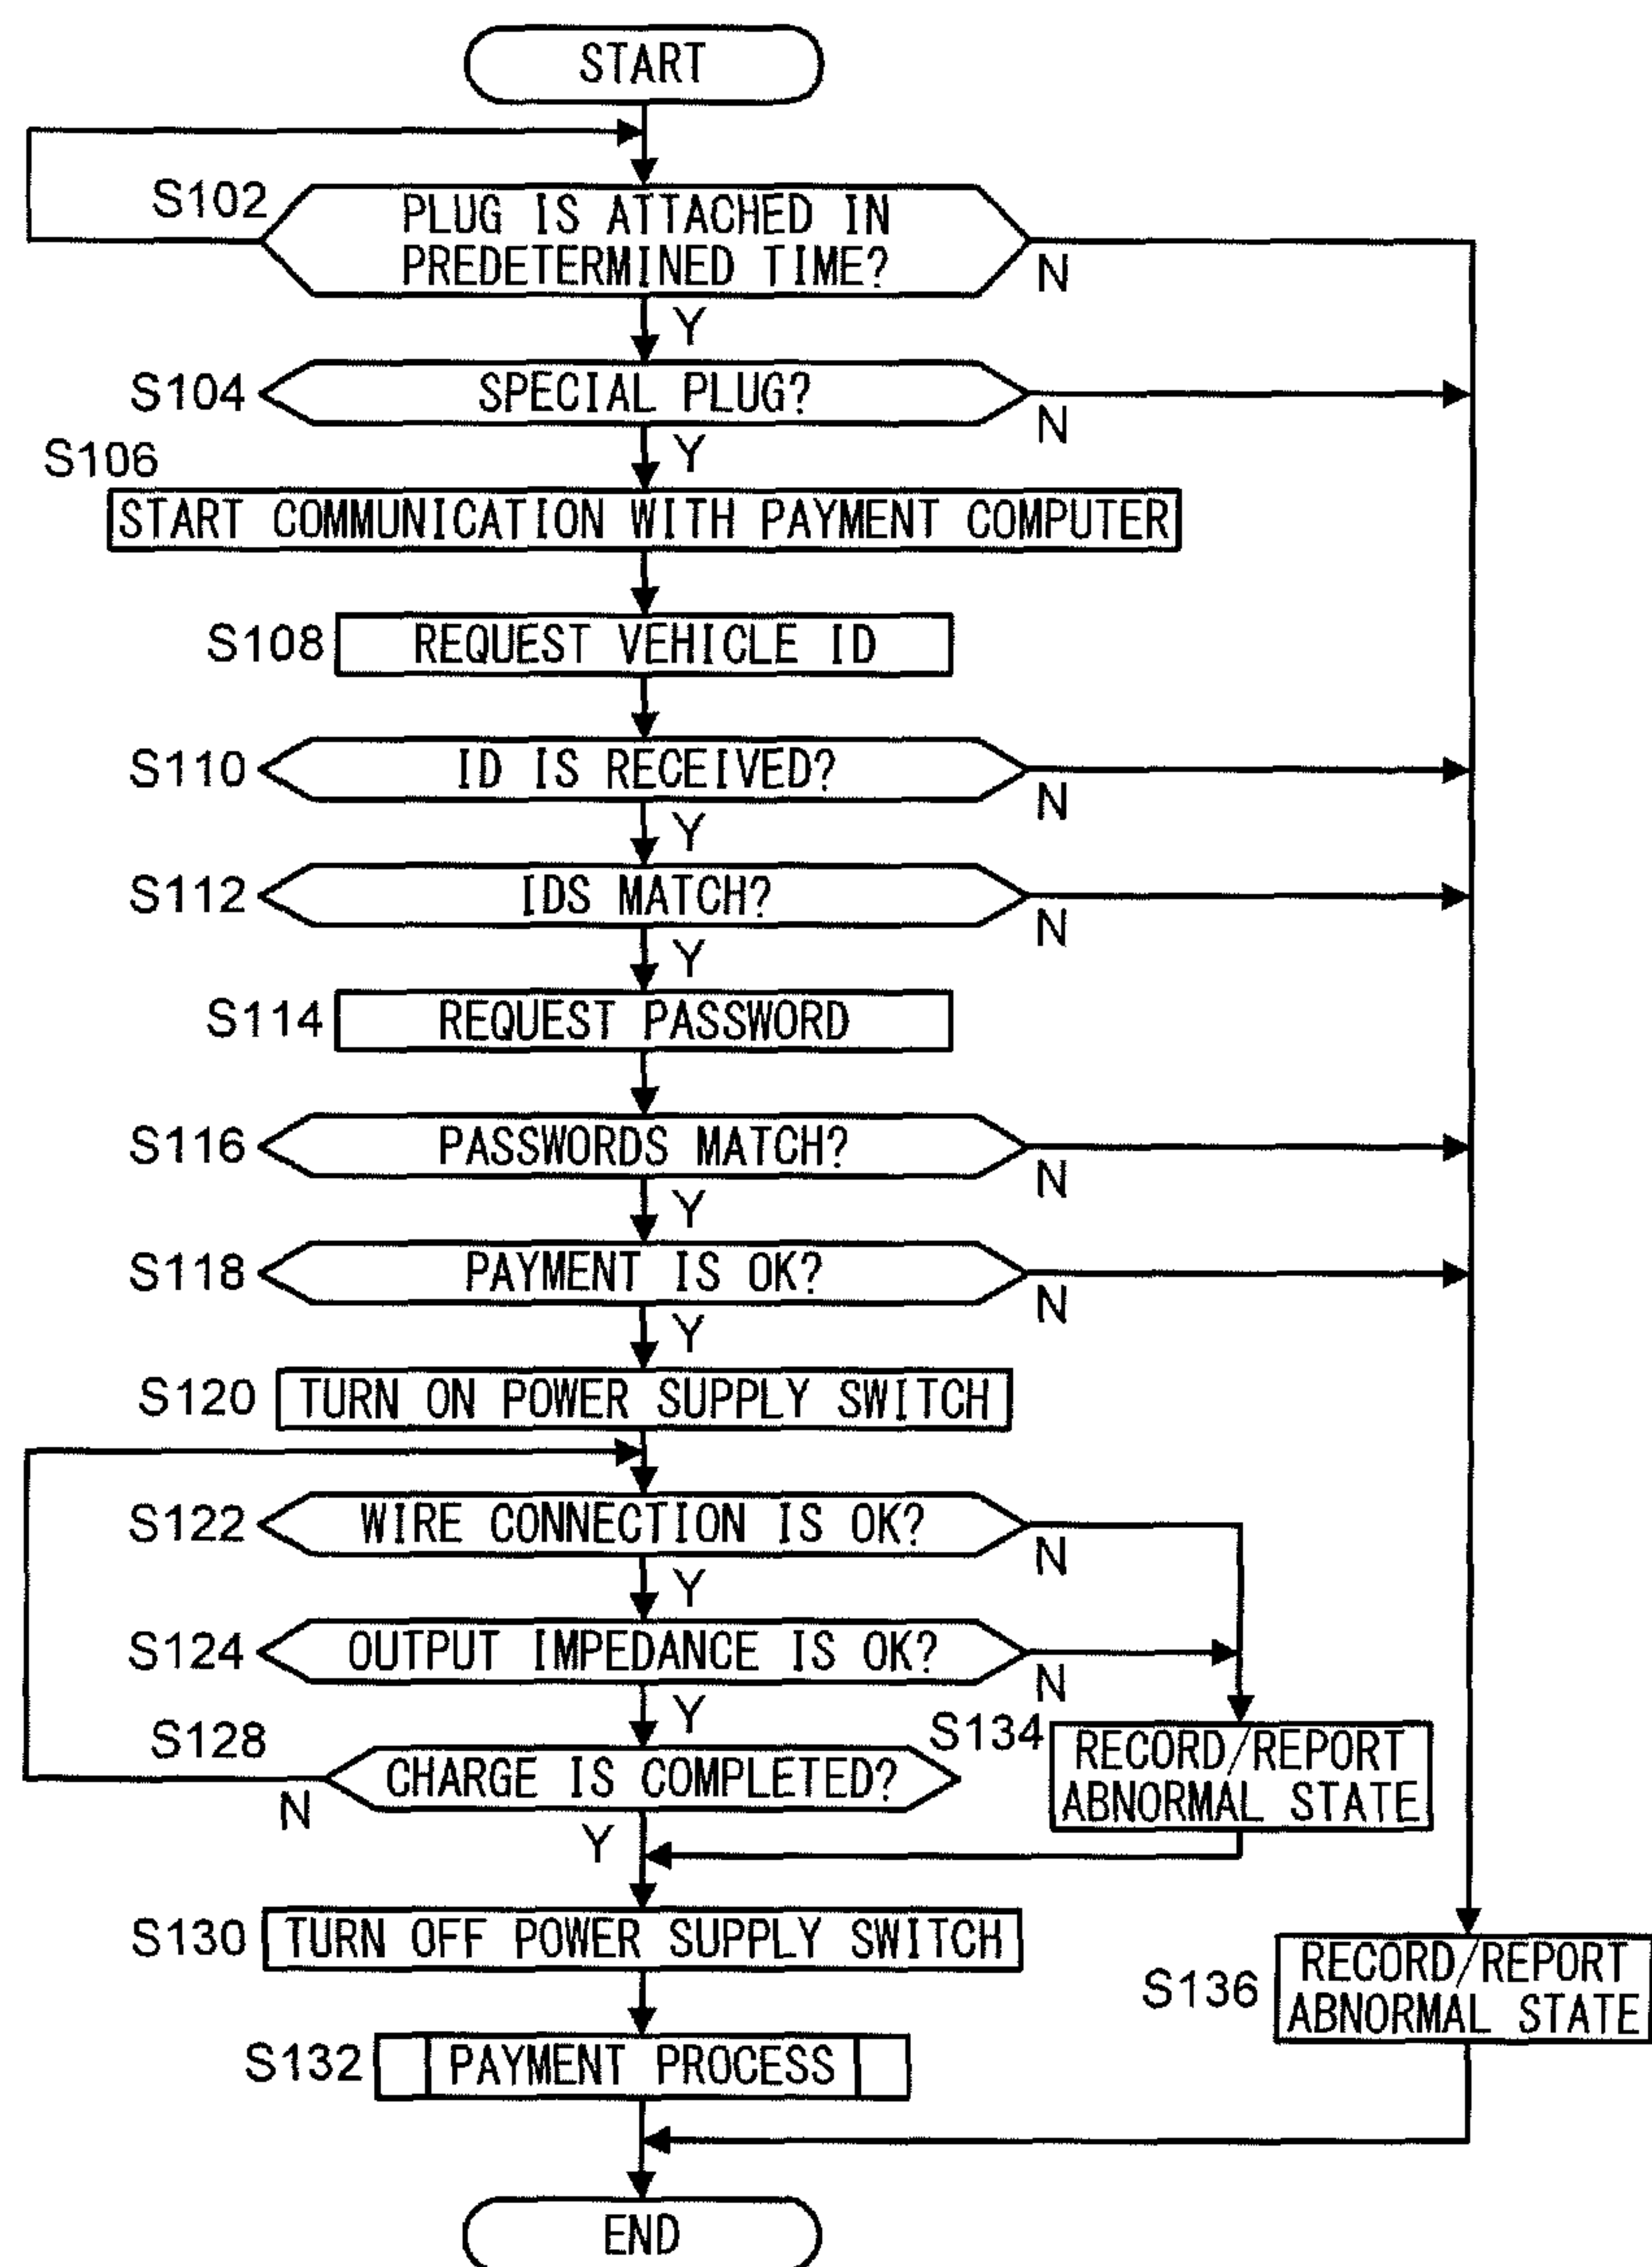 START
S102
PLUG IS ATTACHED IN
PREDETERMINED TIME?
N
Y
S104
SPECIAL PLUG?
N
Y
S106
START COMMUNICATION WITH PAYMENT COMPUTER
S108
REQUEST VEHICLE ID
S110
ID IS RECEIVED?
N
Y
S112
IDS MATCH?
N
Y
S114
REQUEST PASSWORD
S116
PASSWORDS MATCH?
N
Y
S118
PAYMENT IS OK?
N
Y
S120
TURN ON POWER SUPPLY SWITCH
S122
WIRE CONNECTION IS OK?
N
Y
S124
OUTPUT IMPEDANCE IS OK?
N
Y
S128
CHARGE IS COMPLETED?
N
Y
S134
RECORD/REPORT
ABNORMAL STATE
S130
TURN OFF POWER SUPPLY SWITCH
S136
RECORD/REPORT
ABNORMAL STATE
S132
PAYMENT PROCESS
END